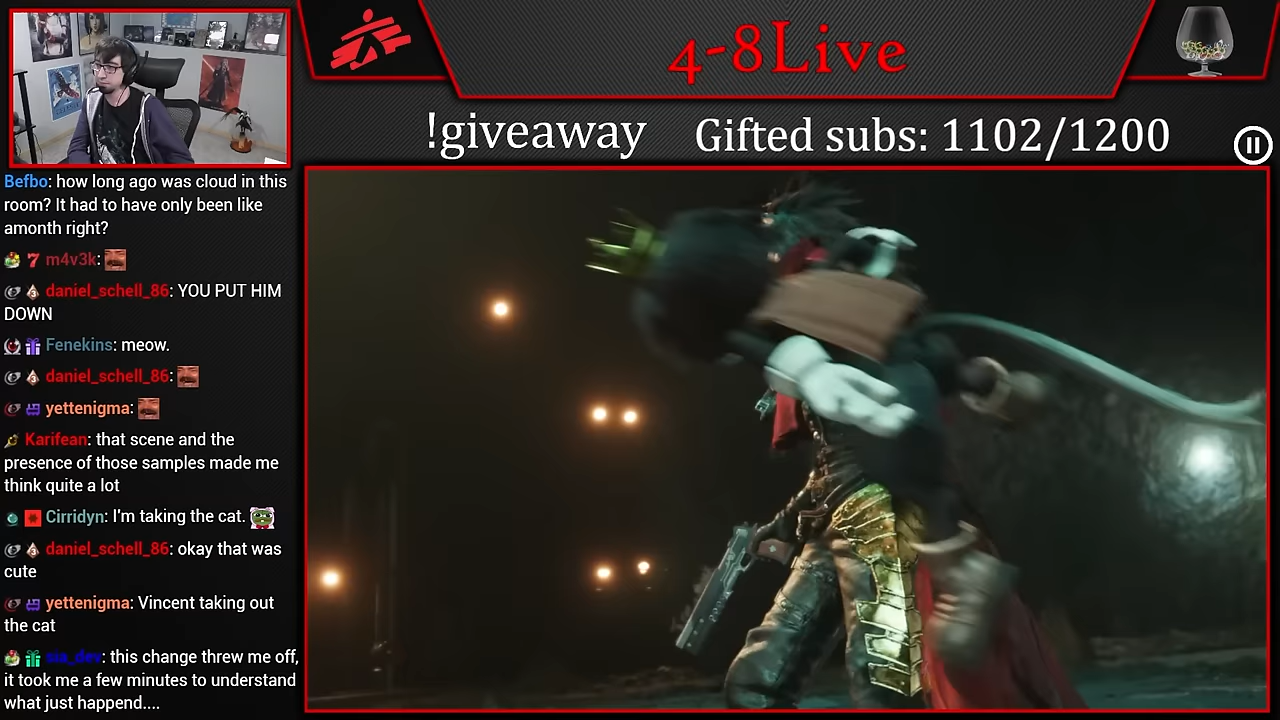 4-8Live
!giveaway Gifted subs: 1102/1200
Befbo: how long ago was cloud in this
room? It had to have only been like
amonth right?
m4v3k:
daniel_schell_86: YOU PUT HIM
DOWN
Fenekins: meow.
daniel_schell_86:
yettenigma:
Karifean: that scene and the
presence of those samples made me
think quite a lot
Cirridyn: I'm taking the cat.
daniel_schell_86: okay that was
cute
yettenigma: Vincent taking out
the cat
sia_dev: this change threw me off,
it took me a few minutes to understand
what just happend....